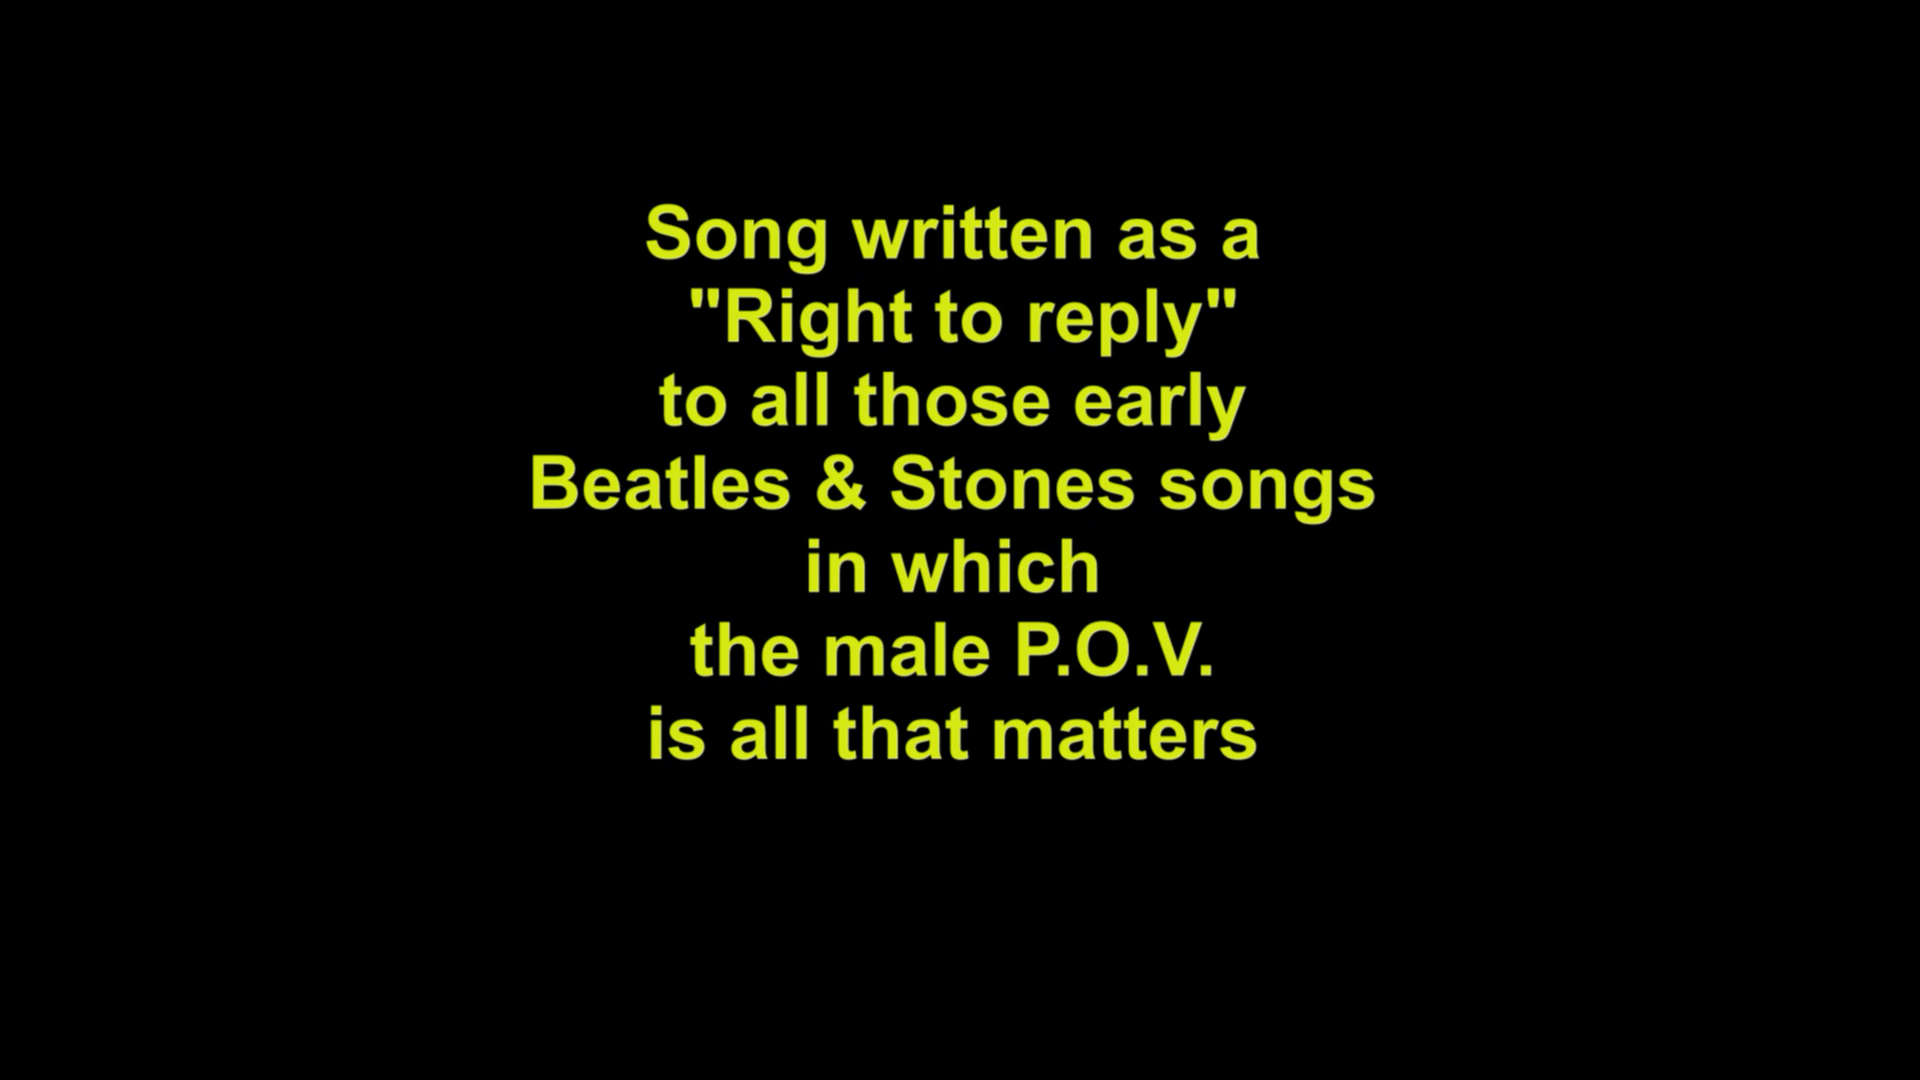 Song written as a
"Right to reply"
to all those early
Beatles & Stones songs
in which
the male P.O.V.
is all that matters